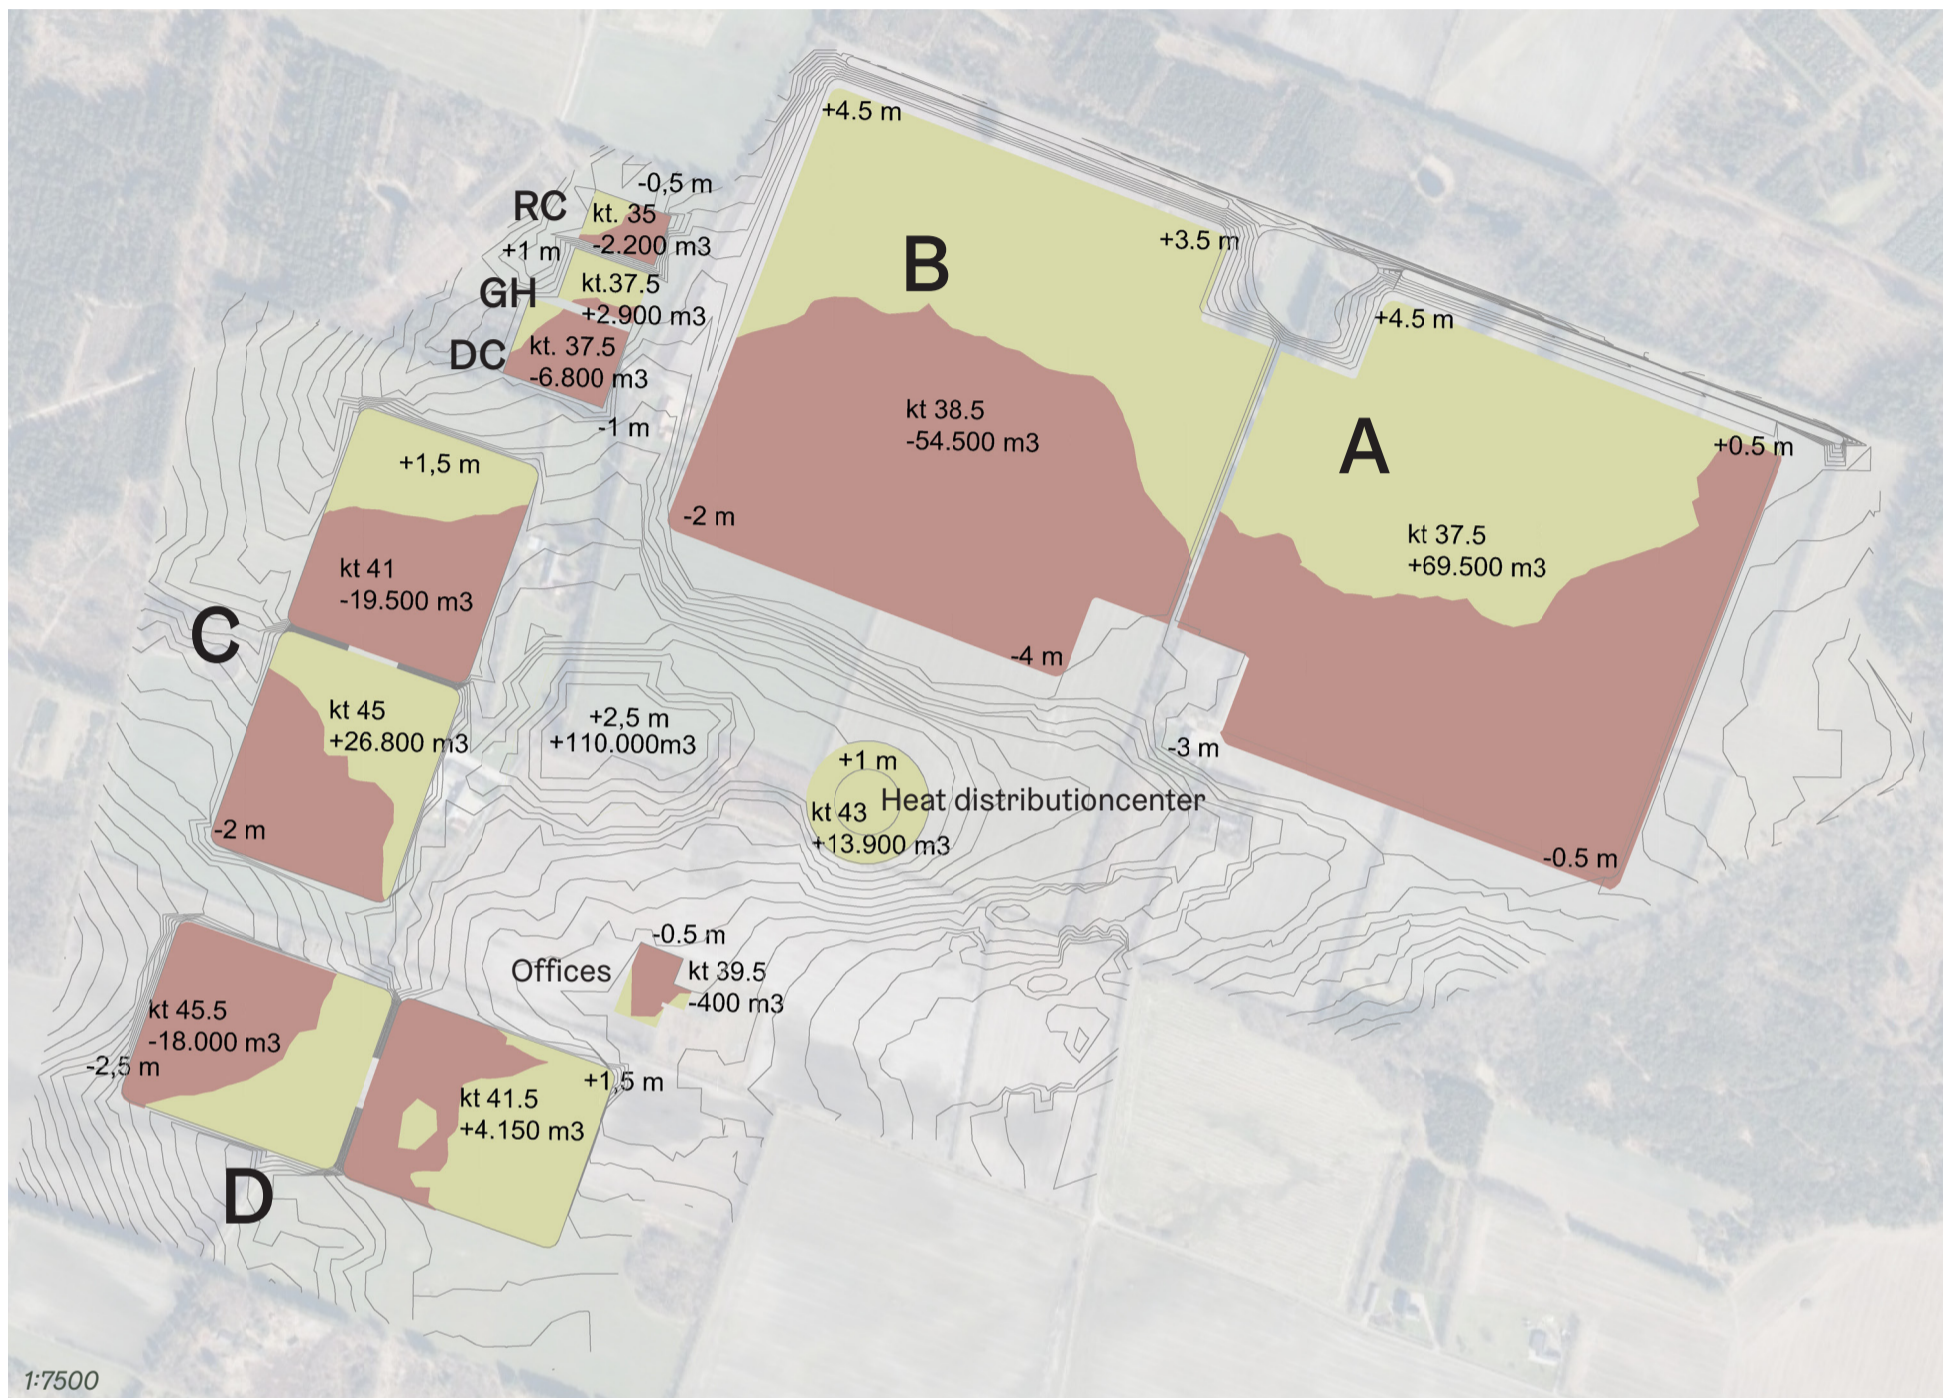 +4.5 m
RC
-0,5 m
kt. 35
-2.200 m3
+1 m
GH
kt.37.5
+2.900 m3
DC
kt. 37.5
-6.800 m3
-1 m
B
+3.5 m
kt 38.5
-54.500 m3
-2 m
-4 m
+4.5 m
A
+0.5 m
kt 37.5
+69.500 m3
-3 m
-0.5 m
+1,5 m
kt 41
-19.500 m3
C
kt 45
+26.800 m3
-2 m
+2,5 m
+110.000m3
+1 m
Heat distributioncenter
kt 43
+13.900 m3
-0.5 m
Offices
kt 39.5
-400 m3
kt 45.5
-18.000 m3
-2,5 m
+1,5 m
kt 41.5
+4.150 m3
D
1:7500